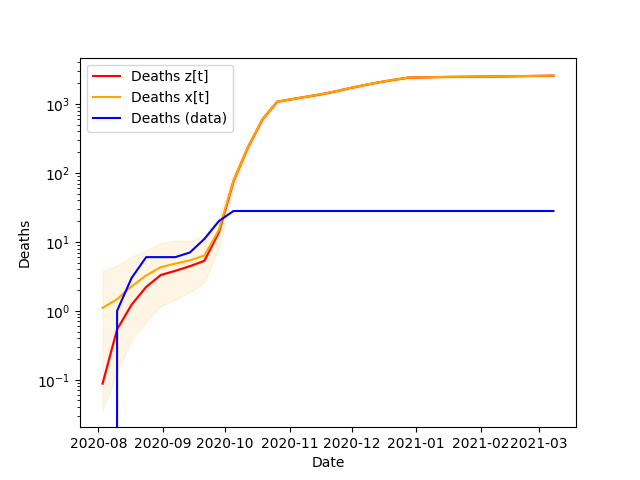 Deaths z[t]
Deaths x[t]
Deaths (data)
Deaths
10³
10²
10¹
10⁰
10⁻¹
2020-08 2020-09 2020-10 2020-11 2020-12 2021-01 2021-02 2021-03
Date